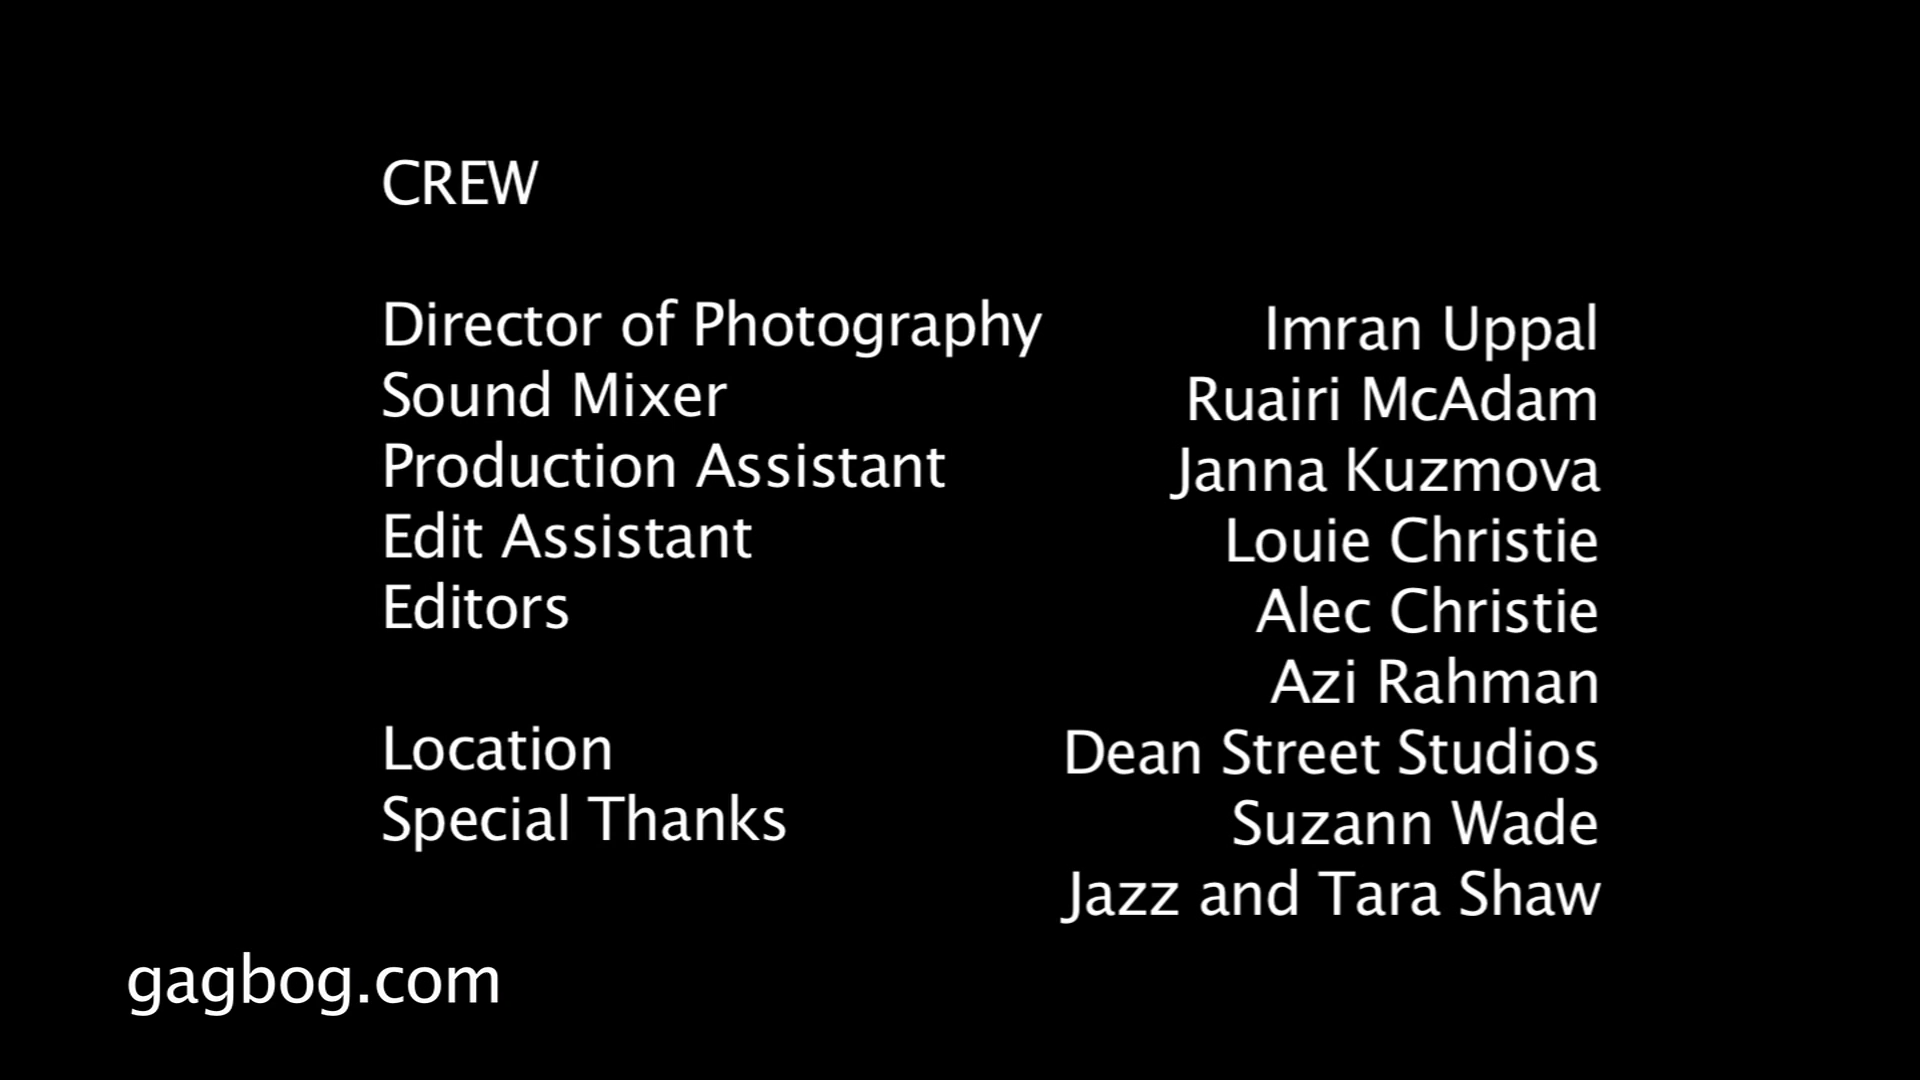 CREW
Director of Photography Imran Uppal
Sound Mixer Ruairi McAdam
Production Assistant Janna Kuzmova
Edit Assistant Louie Christie
Editors Alec Christie
Azi Rahman
Location Dean Street Studios
Special Thanks Suzann Wade
Jazz and Tara Shaw
gagbog.com